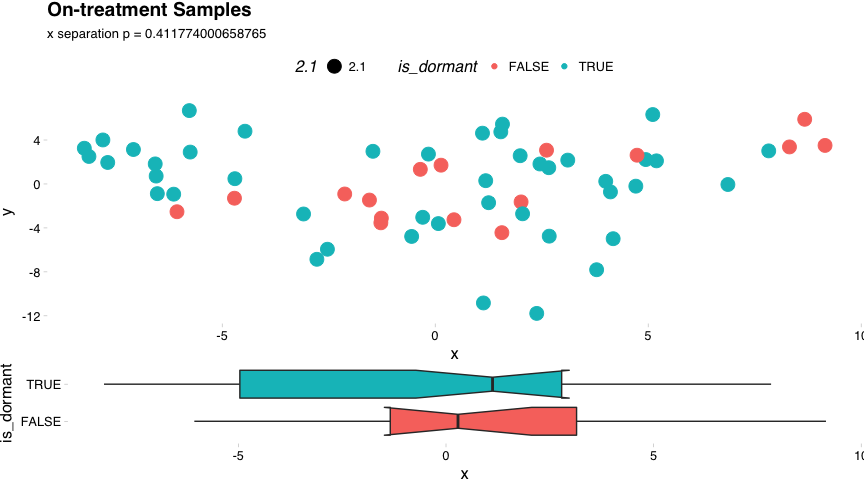 On-treatment Samples
x separation p = 0.411774000658765
2.1 2.1 is_dormant FALSE TRUE
y
4
0
-4
-8
-12
-5 0 5 10
x
is_dormant
TRUE
FALSE
-5 0 5 10
x